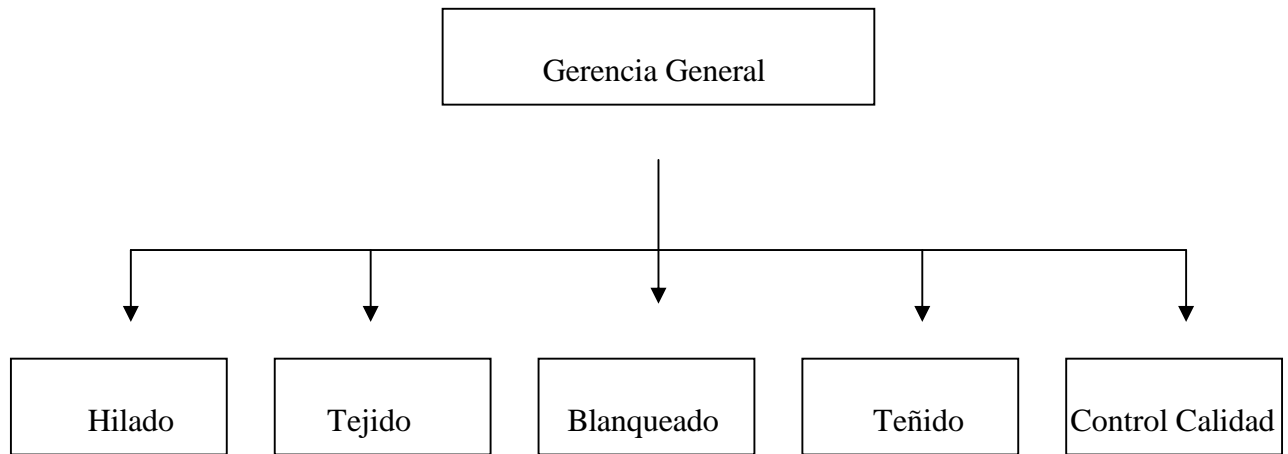 Gerencia General
Hilado
Tejido
Blanqueado
Teñido
Control Calidad